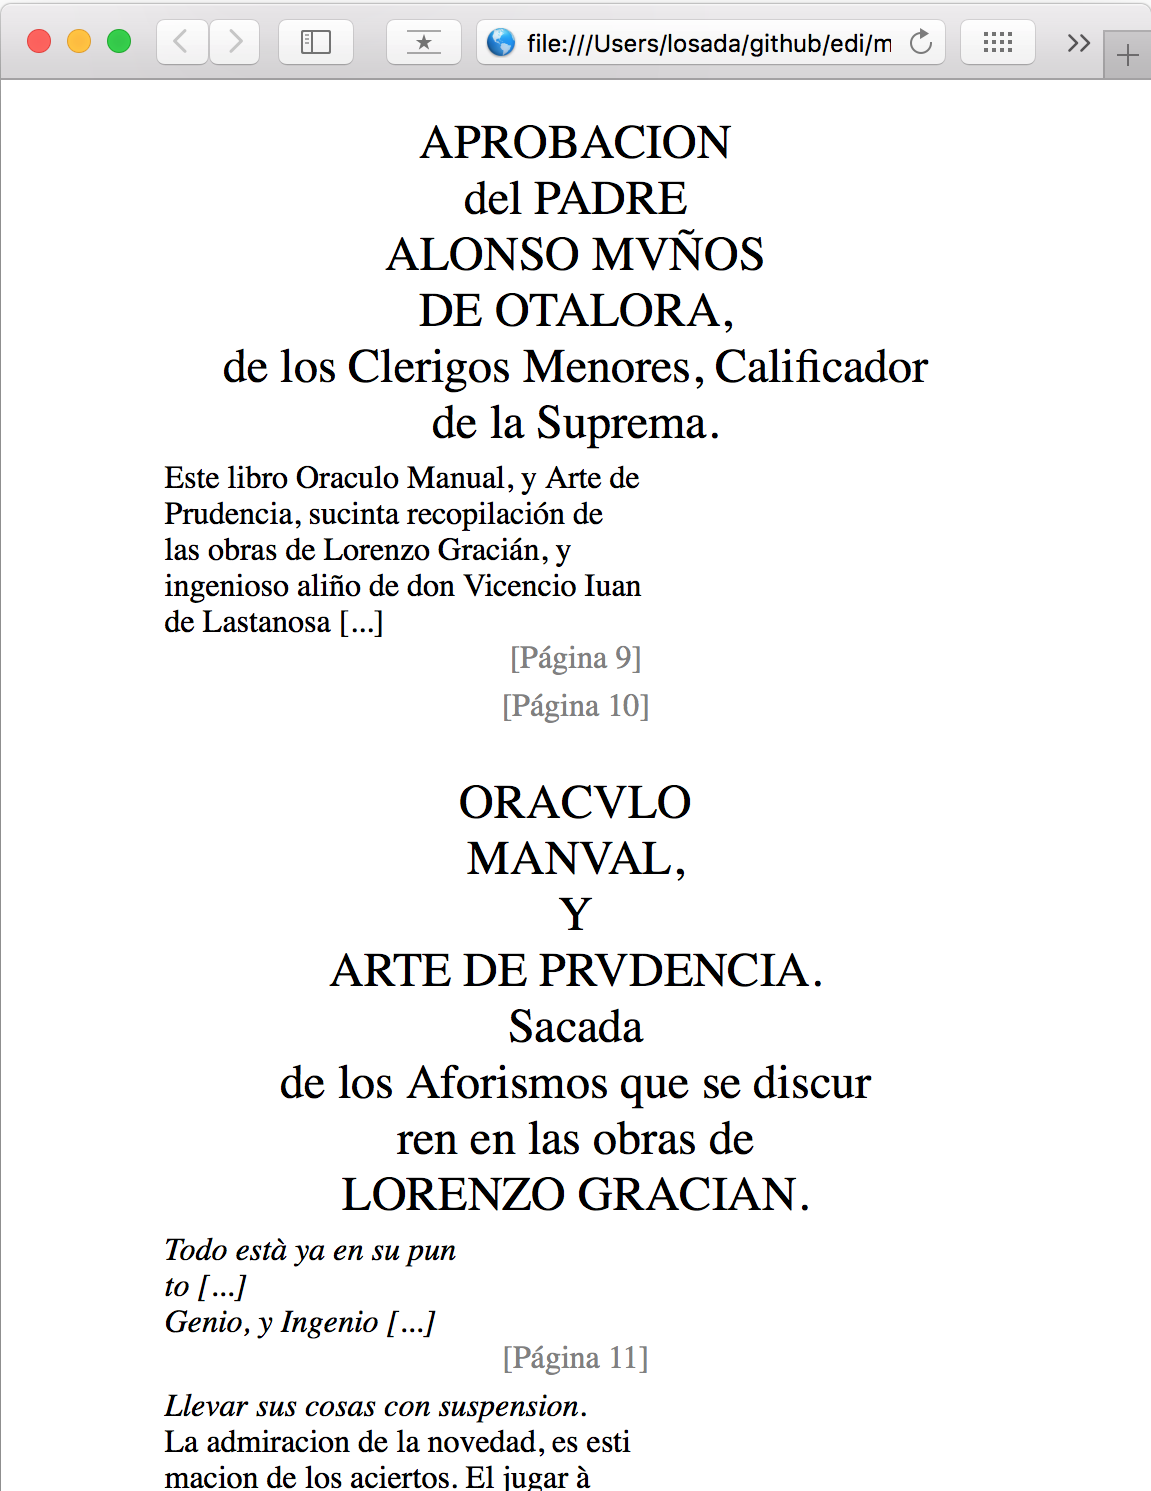 file:///Users/losada/github/edi/m
APROBACION
del PADRE
ALONSO MVÑOS
DE OTALORA,
de los Clerigos Menores, Calificador
de la Suprema.
Este libro Oraculo Manual, y Arte de
Prudencia, sucinta recopilación de
las obras de Lorenzo Gracián, y
ingenioso aliño de don Vicencio Iuan
de Lastanosa [...]
[Página 9]
[Página 10]
ORACVLO
MANVAL,
Y
ARTE DE PRVDENCIA.
Sacada
de los Aforismos que se discur
ren en las obras de
LORENZO GRACIAN.
Todo està ya en su pun
to [...]
Genio, y Ingenio [...]
[Página 11]
Llevar sus cosas con suspension.
La admiracion de la novedad, es esti
macion de los aciertos. El jugar à